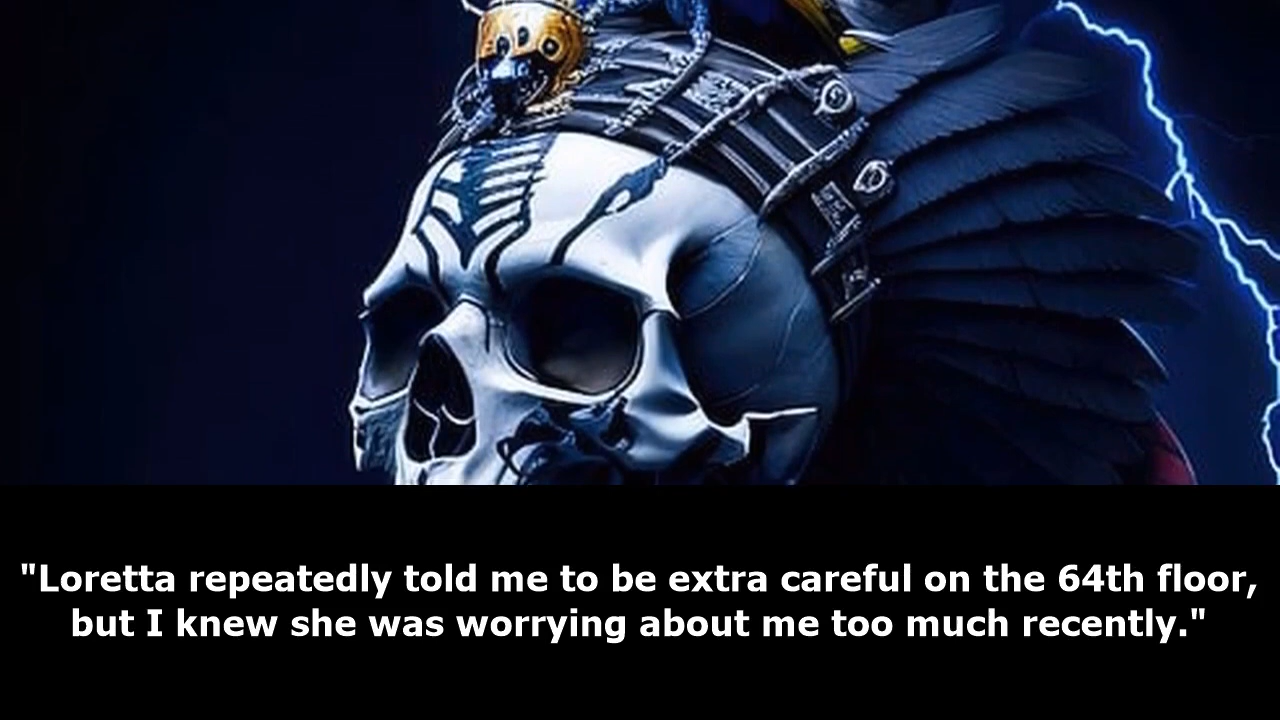 "Loretta repeatedly told me to be extra careful on the 64th floor,
but I knew she was worrying about me too much recently."